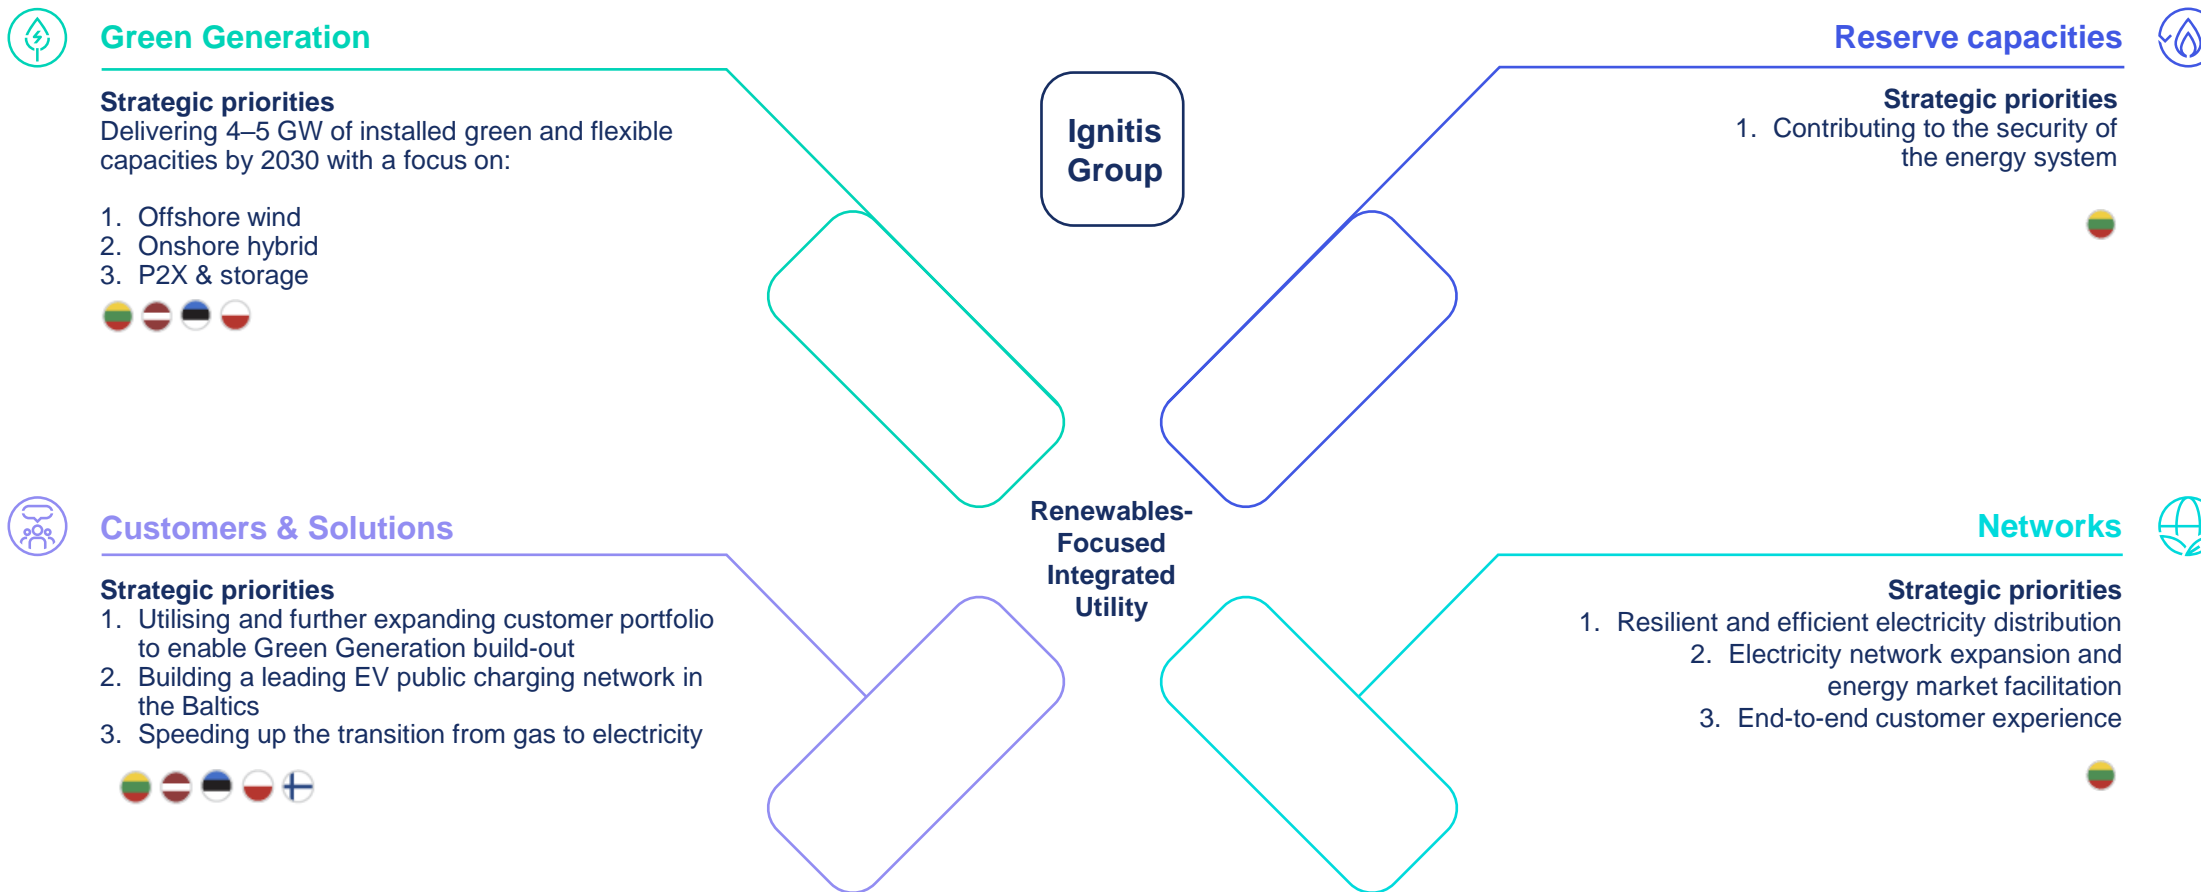 Green Generation
Strategic priorities
Delivering 4–5 GW of installed green and flexible
capacities by 2030 with a focus on:
1. Offshore wind
2. Onshore hybrid
3. P2X & storage
Ignitis
Group
Reserve capacities
Strategic priorities
1. Contributing to the security of
the energy system
Renewables-
Focused
Integrated
Utility
Customers & Solutions
Strategic priorities
1. Utilising and further expanding customer portfolio
to enable Green Generation build-out
2. Building a leading EV public charging network in
the Baltics
3. Speeding up the transition from gas to electricity
Networks
Strategic priorities
1. Resilient and efficient electricity distribution
2. Electricity network expansion and
energy market facilitation
3. End-to-end customer experience